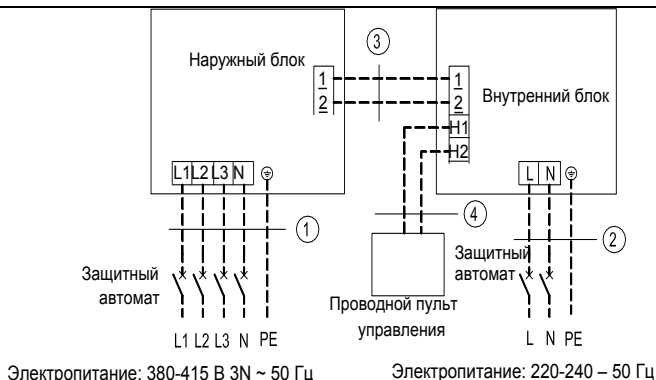 Наружный блок
3
1
2
1
2
H1
H2
Внутренний блок
L1 L2 L3 N
L N
1
4
2
Защитный
автомат
Проводной пульт
управления
Защитный
автомат
L1 L2 L3 N PE
L N PE
Электропитание: 380-415 В 3N ~ 50 Гц
Электропитание: 220-240 – 50 Гц